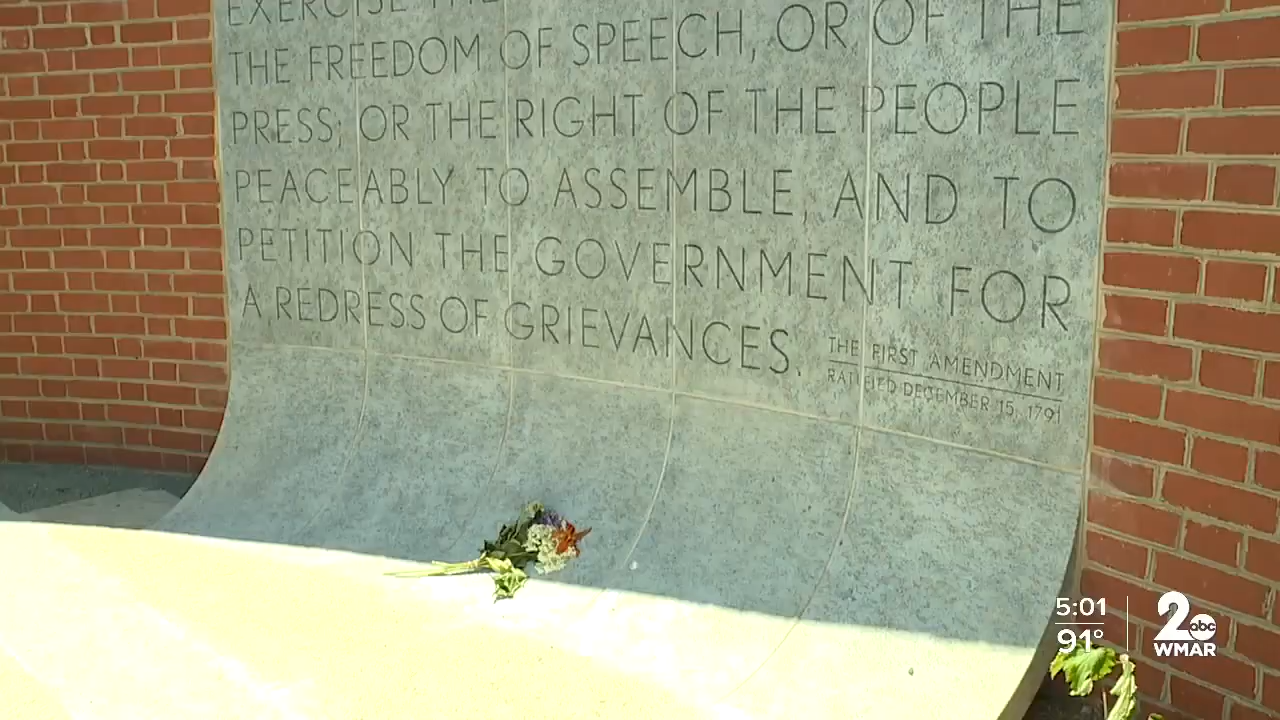 EXERCISE THE
THE FREEDOM OF SPEECH, OR OF THE
PRESS; OR THE RIGHT OF THE PEOPLE
PEACEABLY TO ASSEMBLE, AND TO
PETITION THE GOVERNMENT FOR
A REDRESS OF GRIEVANCES.
THE FIRST AMENDMENT
RATIFIED DECEMBER 15, 1791
5:01
91°
2 abc
WMAR